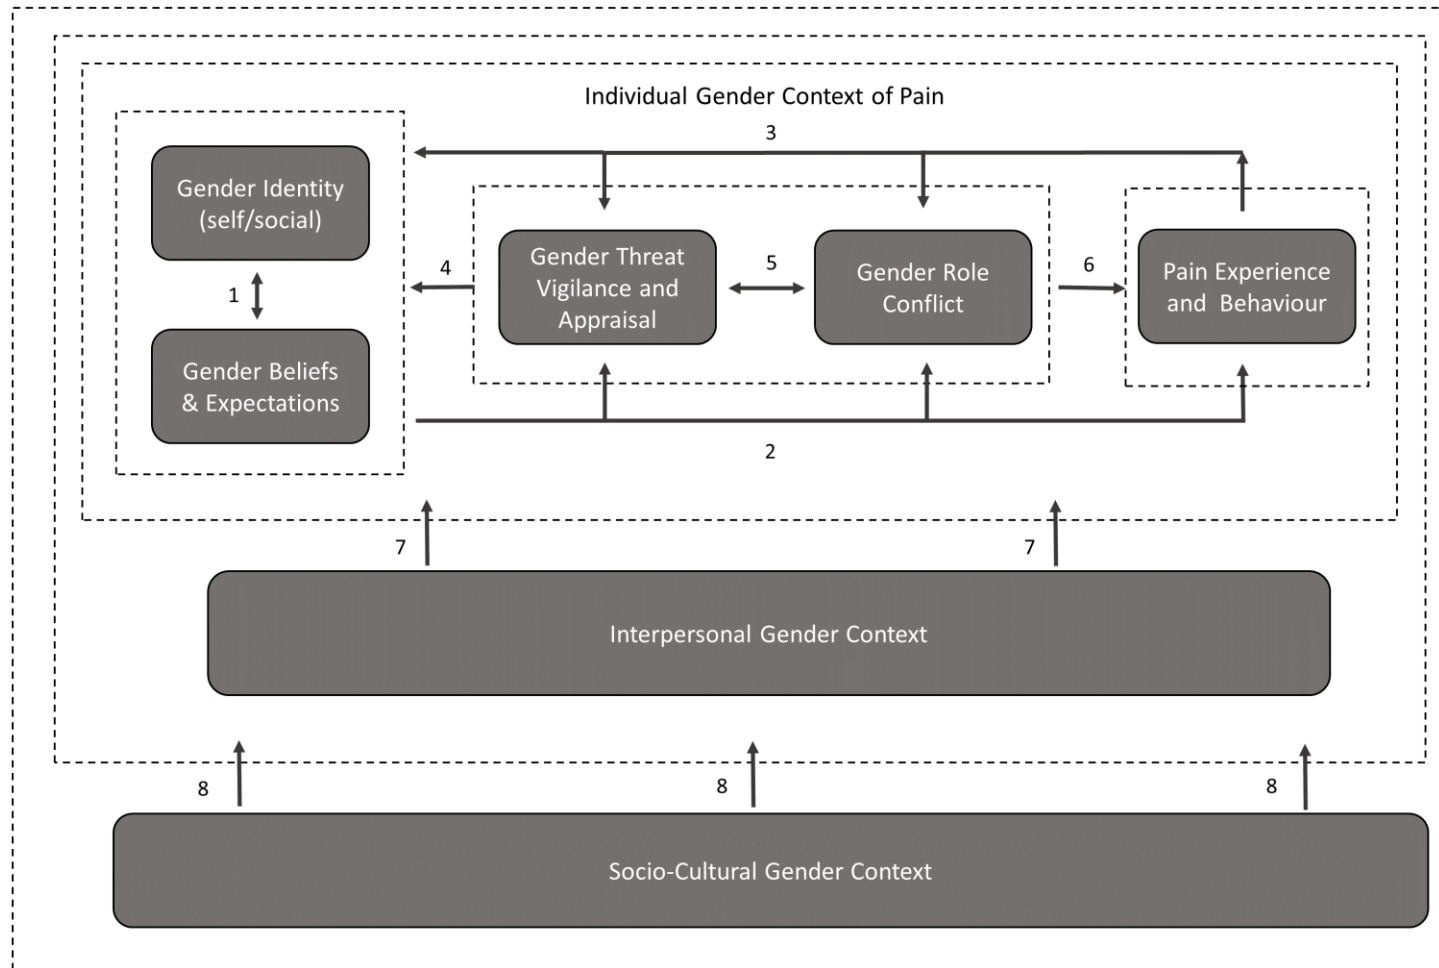 Individual Gender Context of Pain
3
Gender Identity
(self/social)
1
Gender Beliefs
& Expectations
4
Gender Threat
Vigilance and
Appraisal
5
Gender Role
Conflict
6
Pain Experience
and Behaviour
2
7
7
Interpersonal Gender Context
8
8
8
Socio-Cultural Gender Context